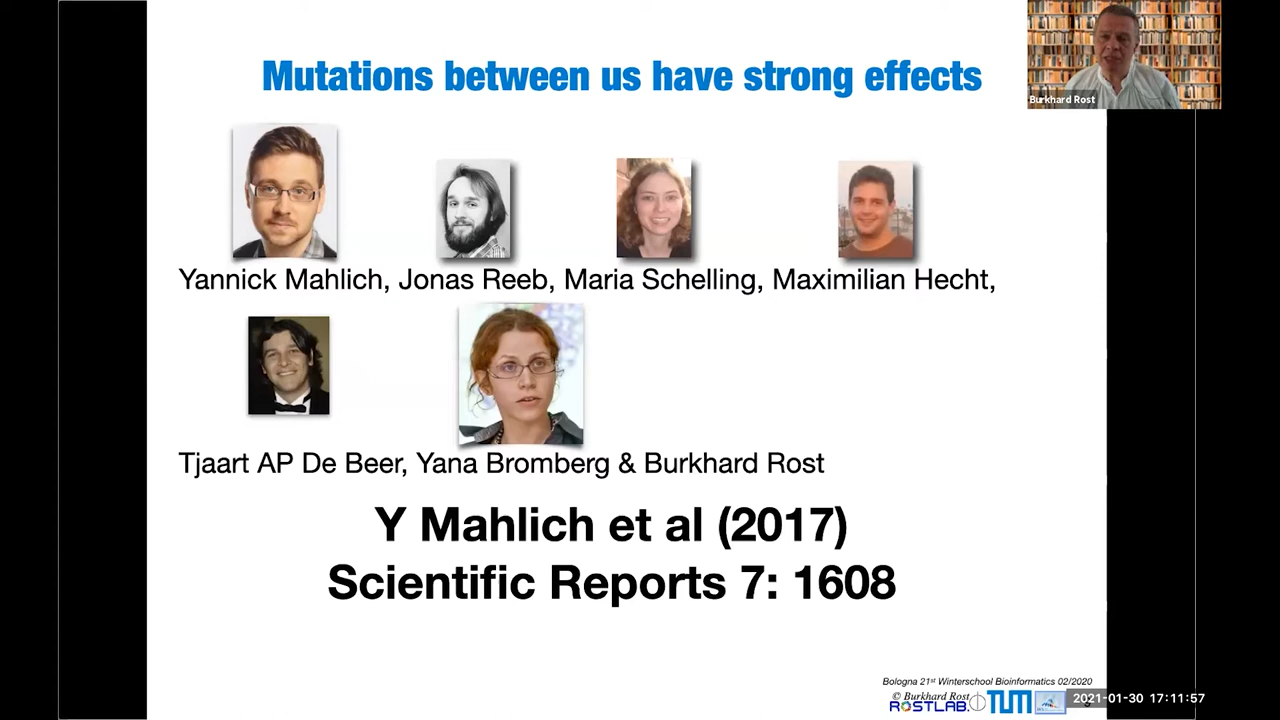 Mutations between us have strong effects
Burkhard Rost
Yannick Mahlich, Jonas Reeb, Maria Schelling, Maximilian Hecht,
Tjaart AP De Beer, Yana Bromberg & Burkhard Rost
Y Mahlich et al (2017)
Scientific Reports 7: 1608
Bologna 21st Winterschool Bioinformatics 02/2020
© Burkhard Rost
ROSTLAB. TUM
2021-01-30 17:11:57